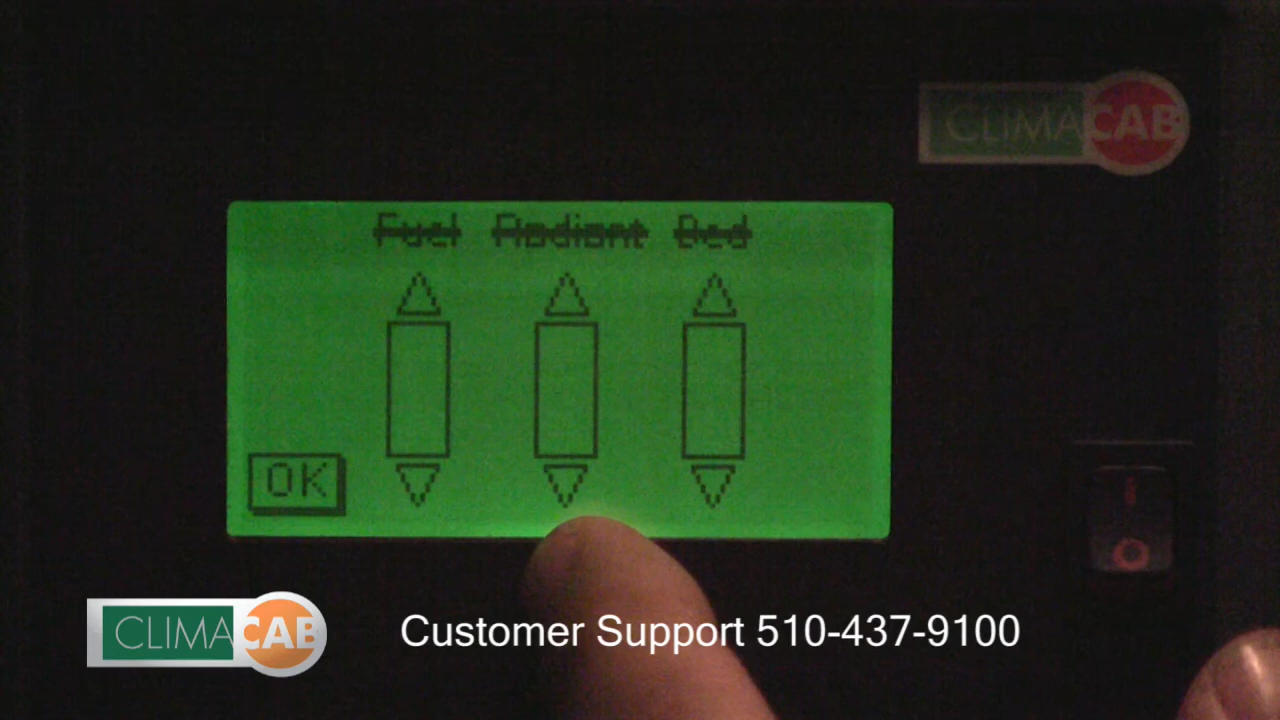 CLIMACAB
Fuel Radiant Bed
OK
I
O
CLIMACAB
Customer Support 510-437-9100